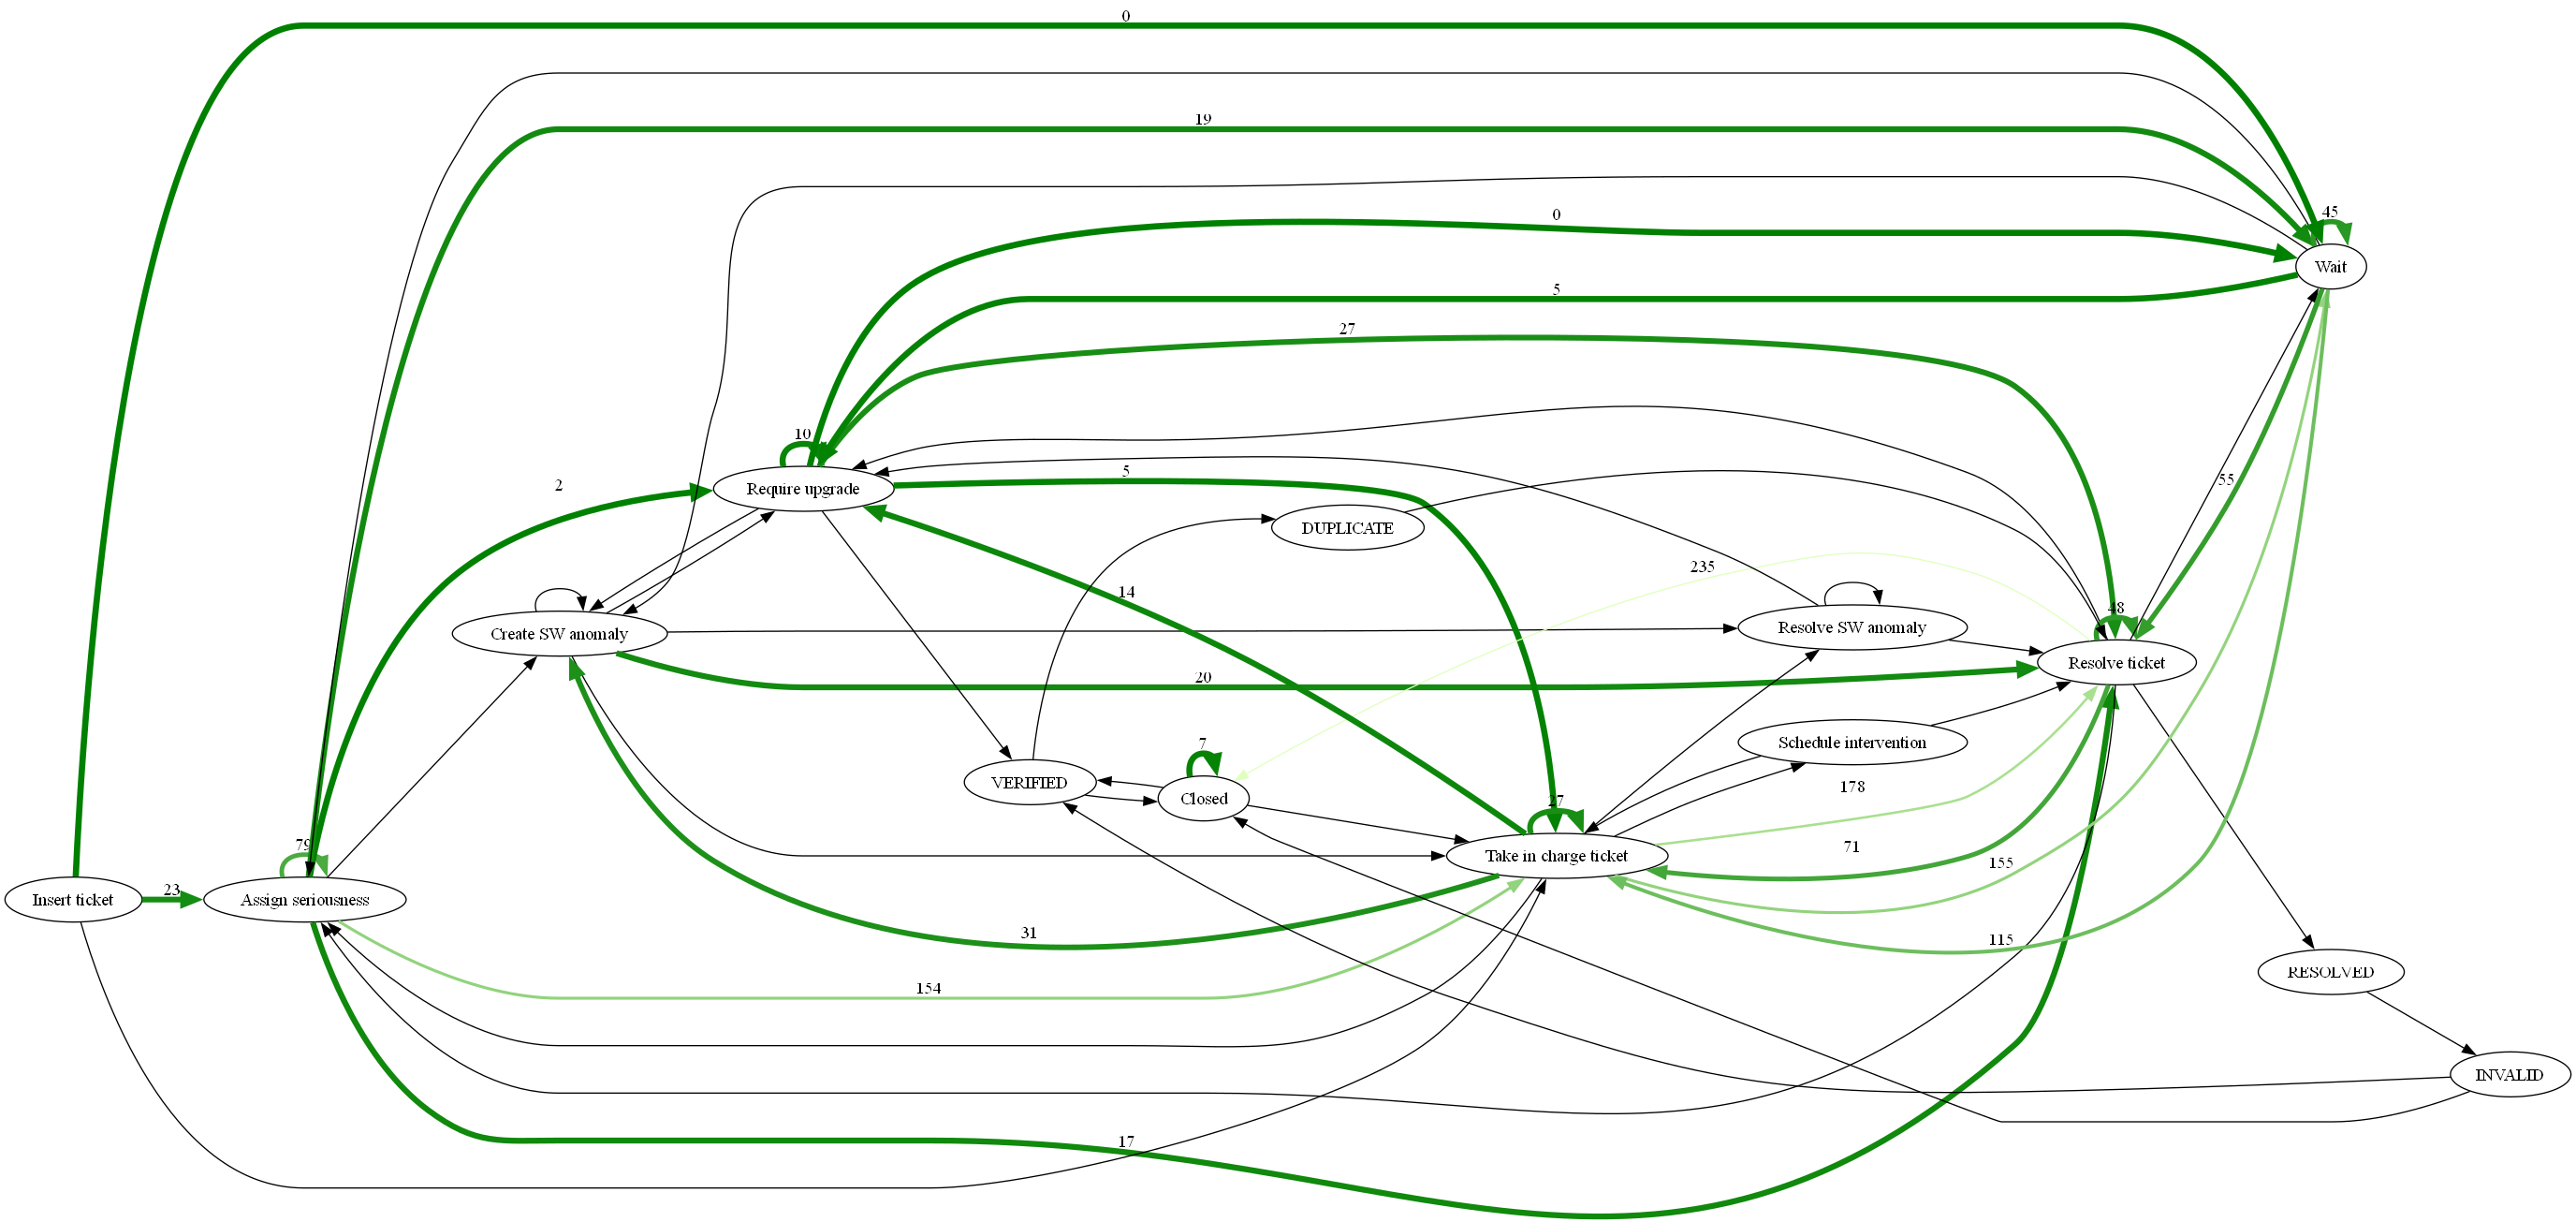 0
19
0
45
Wait
5
27
10
2
Require upgrade
5
55
DUPLICATE
235
14
48
Create SW anomaly
Resolve SW anomaly
Resolve ticket
20
7
Schedule intervention
VERIFIED
Closed
178
27
79
71
Take in charge ticket
155
23
Insert ticket
Assign seriousness
31
115
154
RESOLVED
INVALID
17